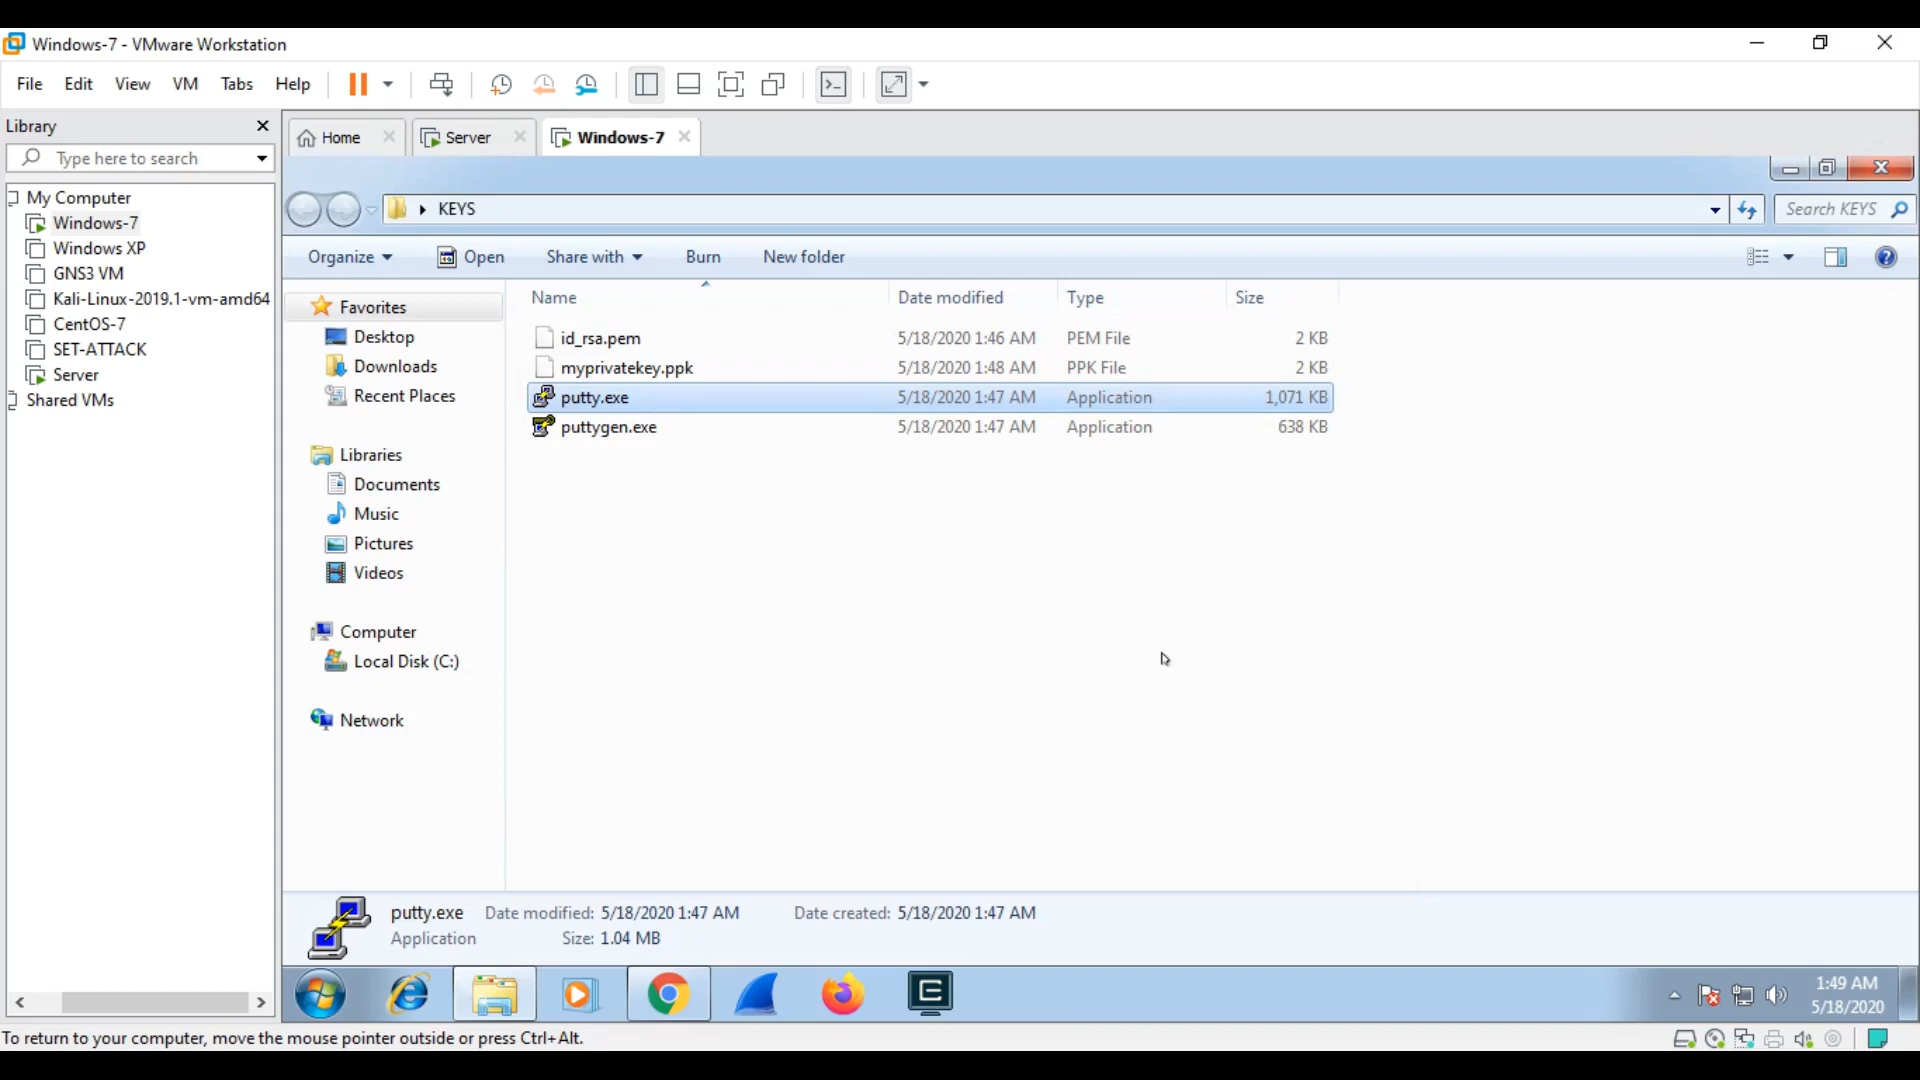 Windows-7 - VMware Workstation
File Edit View VM Tabs Help
Library
Type here to search
My Computer
Windows-7
Windows XP
GNS3 VM
Kali-Linux-2019.1-vm-amd64
CentOS-7
SET-ATTACK
Server
Shared VMs
Home Server Windows-7
KEYS
Search KEYS
Organize Open Share with Burn New folder
Name Date modified Type Size
id_rsa.pem 5/18/2020 1:46 AM PEM File 2 KB
myprivatekey.ppk 5/18/2020 1:48 AM PPK File 2 KB
putty.exe 5/18/2020 1:47 AM Application 1,071 KB
puttygen.exe 5/18/2020 1:47 AM Application 638 KB
Favorites
Desktop
Downloads
Recent Places
Libraries
Documents
Music
Pictures
Videos
Computer
Local Disk (C:)
Network
putty.exe Date modified: 5/18/2020 1:47 AM Date created: 5/18/2020 1:47 AM
Application Size: 1.04 MB
1:49 AM
5/18/2020
To return to your computer, move the mouse pointer outside or press Ctrl+Alt.